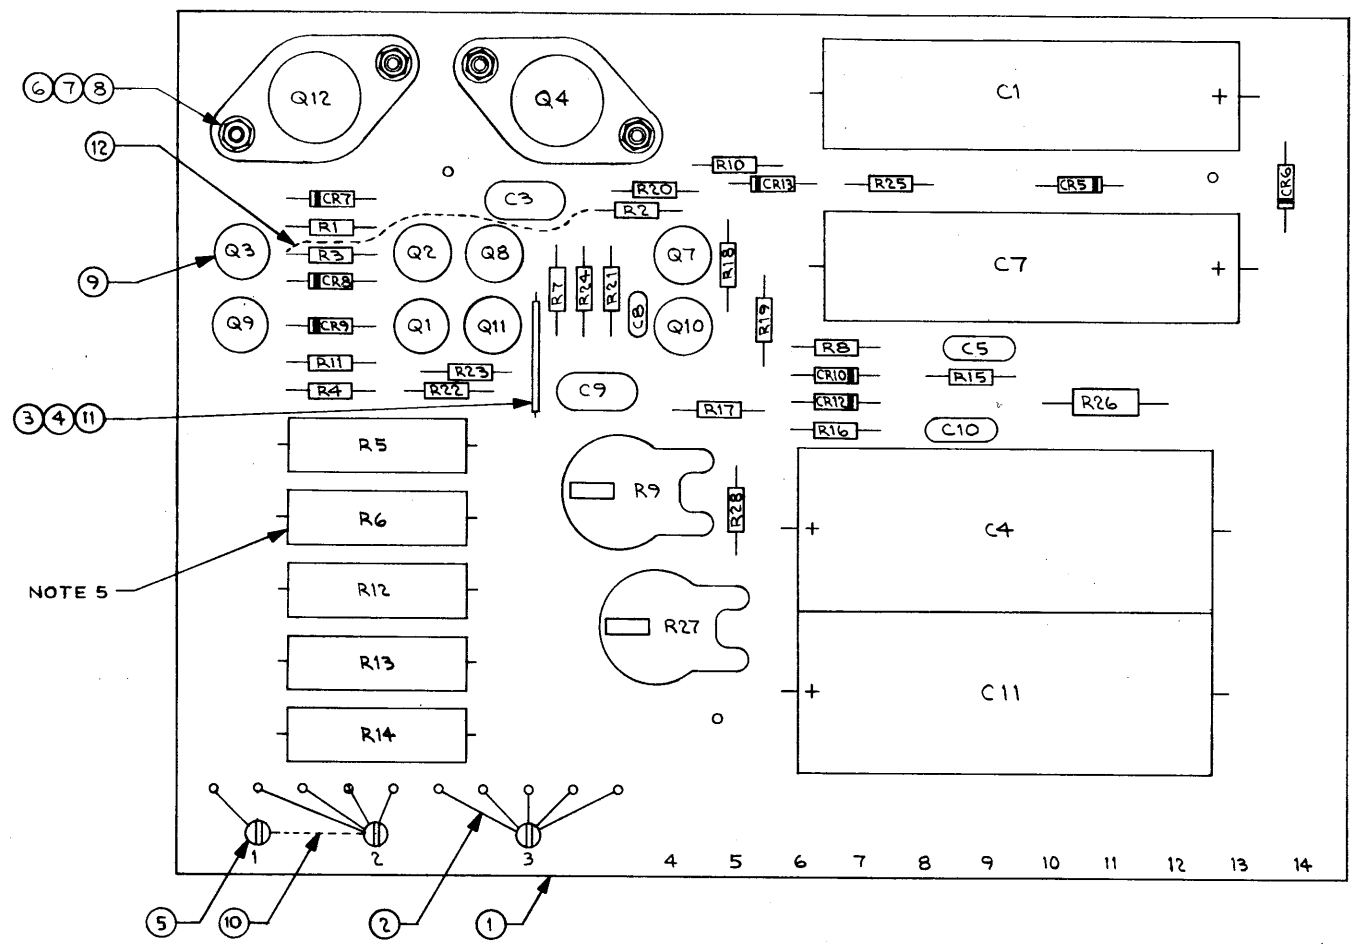 6 7 8
Q12
Q4
C1
+
12
R10
CR13
R25
CR5
CR6
CR7
C3
R20
R2
R1
Q3
R3
Q2
Q8
Q7
R18
C7
+
9
CR8
R7
R24
R21
C8
Q9
CR9
Q1
Q11
Q10
R19
R11
R23
R8
C5
R4
R22
C9
CR10
R15
3 4 11
R17
CR12
R26
R16
C10
R5
R9
R28
R6
+
C4
NOTE 5
R12
R27
R13
+
C11
R14
1
2
3
4
5
6
7
8
9
10
11
12
13
14
5
10
2
1